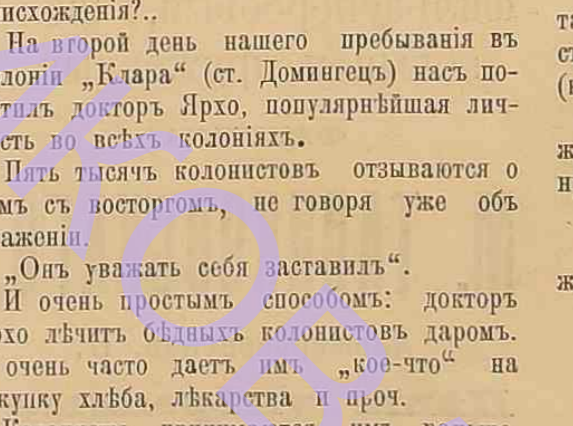 исхожденія?..
На второй день нашего пребыванія въ
лоніи „Клара“ (ст. Домингецъ) насъ по-
тилъ докторъ Ярхо, популярнѣйшая лич-
сть во всѣхъ колоніяхъ.
Пять тысячъ колонистовъ отзываются о
мъ съ восторгомъ, не говоря уже объ
аженіи.
„Онъ уважать себя заставилъ“.
И очень простымъ способомъ: докторъ
рхо лѣчитъ бѣдныхъ колонистовъ даромъ.
очень часто даетъ имъ „кое-что“ на
купку хлѣба, лѣкарства и проч.